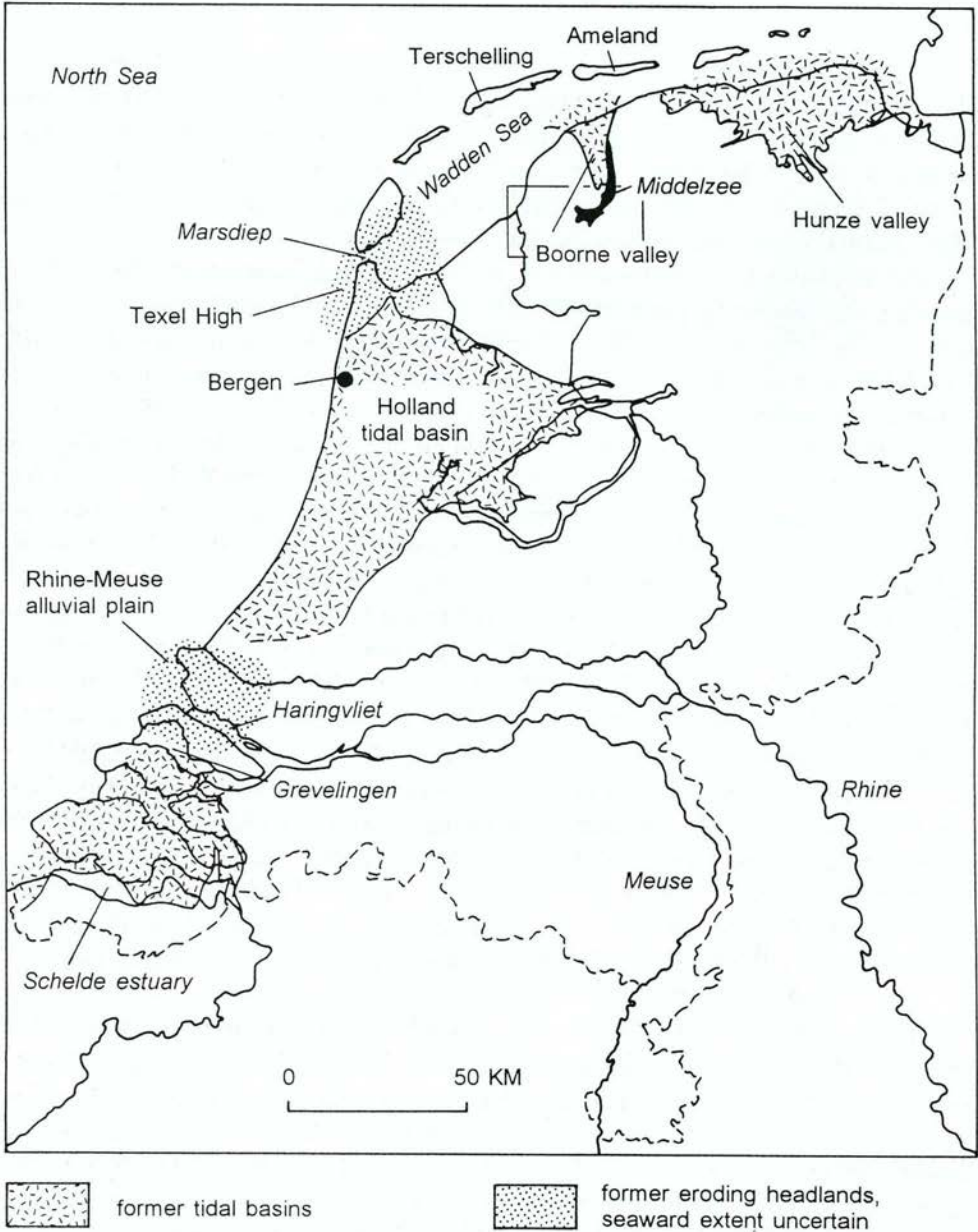 North Sea
Terschelling
Ameland
Wadden Sea
Middelzee
Hunze valley
Marsdiep
Boorne valley
Texel High
Bergen
Holland
tidal basin
Rhine-Meuse
alluvial plain
Haringvliet
Grevelingen
Rhine
Meuse
Schelde estuary
0 50 KM
former tidal basins
former eroding headlands,
seaward extent uncertain